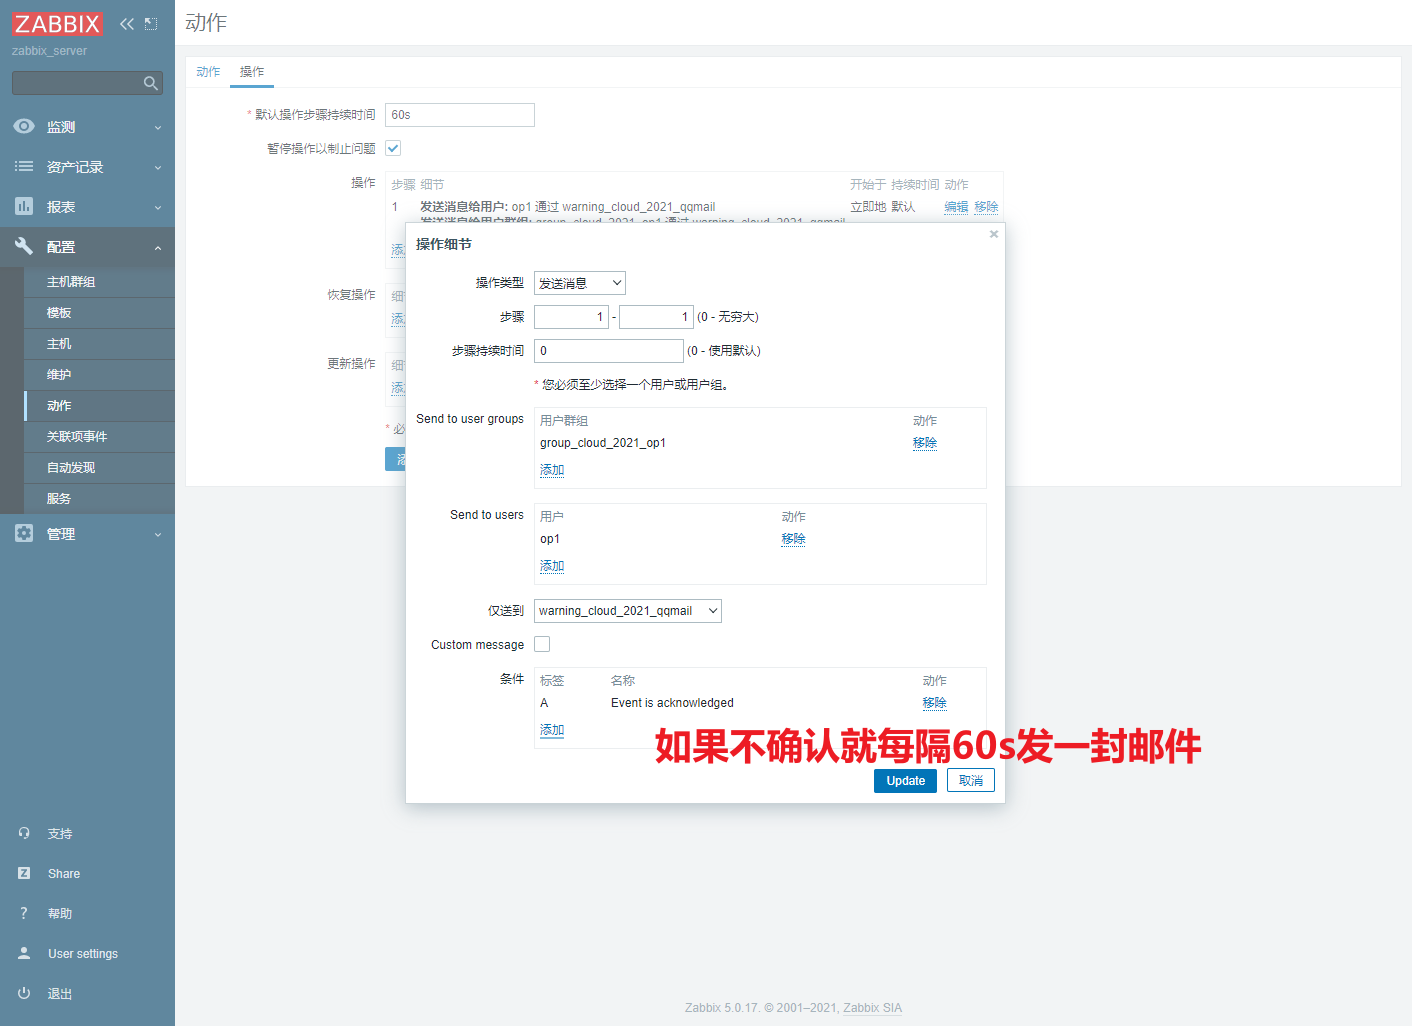 ZABBIX
zabbix_server
监测
资产记录
报表
配置
主机群组
模板
主机
维护
动作
关联项事件
自动发现
服务
管理
支持
Share
帮助
User settings
退出
动作
动作 操作
* 默认操作步骤持续时间 60s
暂停操作以制止问题
操作 步骤 细节 开始于 持续时间 动作
1 发送消息给用户: op1 通过 warning_cloud_2021_qqmail 立即地 默认 编辑 移除
发送消息给用户群组: group_cloud_2021_op1 通过 warning_cloud_2021_qqmail
恢复操作
更新操作
操作细节
操作类型 发送消息
步骤 1 - 1 (0 - 无穷大)
步骤持续时间 0 (0 - 使用默认)
* 您必须至少选择一个用户或用户组。
Send to user groups 用户群组 动作
group_cloud_2021_op1 移除
添加
Send to users 用户 动作
op1 移除
添加
仅送到 warning_cloud_2021_qqmail
Custom message
条件 标签 名称 动作
A Event is acknowledged 移除
添加
如果不确认就每隔60s发一封邮件
Update 取消
Zabbix 5.0.17. © 2001–2021, Zabbix SIA